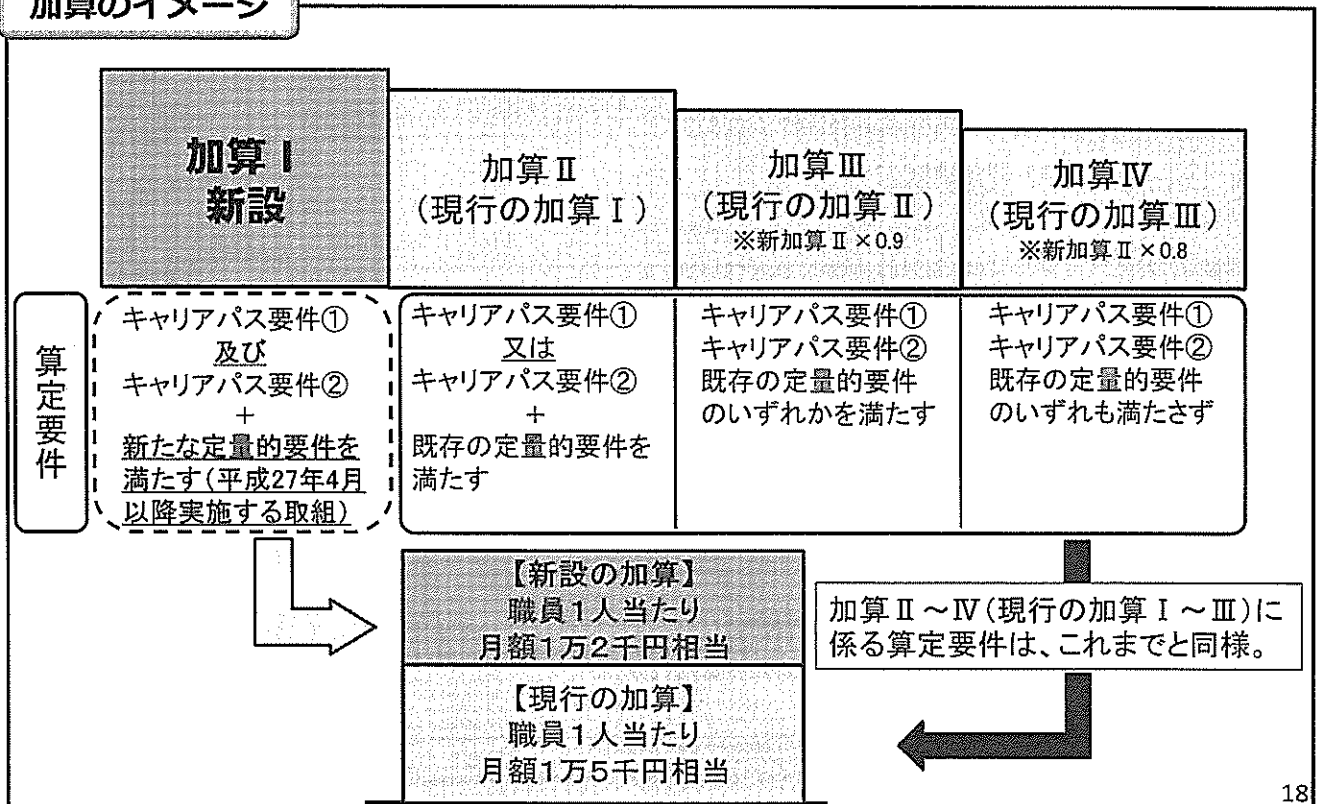 加算のイメージ
加算Ⅰ
新設
加算Ⅱ
(現行の加算Ⅰ)
加算Ⅲ
(現行の加算Ⅱ)
※新加算Ⅱ×0.9
加算Ⅳ
(現行の加算Ⅲ)
※新加算Ⅱ×0.8
算定要件
キャリアパス要件①
及び
キャリアパス要件②
+
新たな定量的要件を
満たす(平成27年4月
以降実施する取組)
キャリアパス要件①
又は
キャリアパス要件②
+
既存の定量的要件を
満たす
キャリアパス要件①
キャリアパス要件②
既存の定量的要件
のいずれかを満たす
キャリアパス要件①
キャリアパス要件②
既存の定量的要件
のいずれも満たさず
【新設の加算】
職員1人当たり
月額1万2千円相当
【現行の加算】
職員1人当たり
月額1万5千円相当
加算Ⅱ~Ⅳ(現行の加算Ⅰ~Ⅲ)に
係る算定要件は、これまでと同様。
18